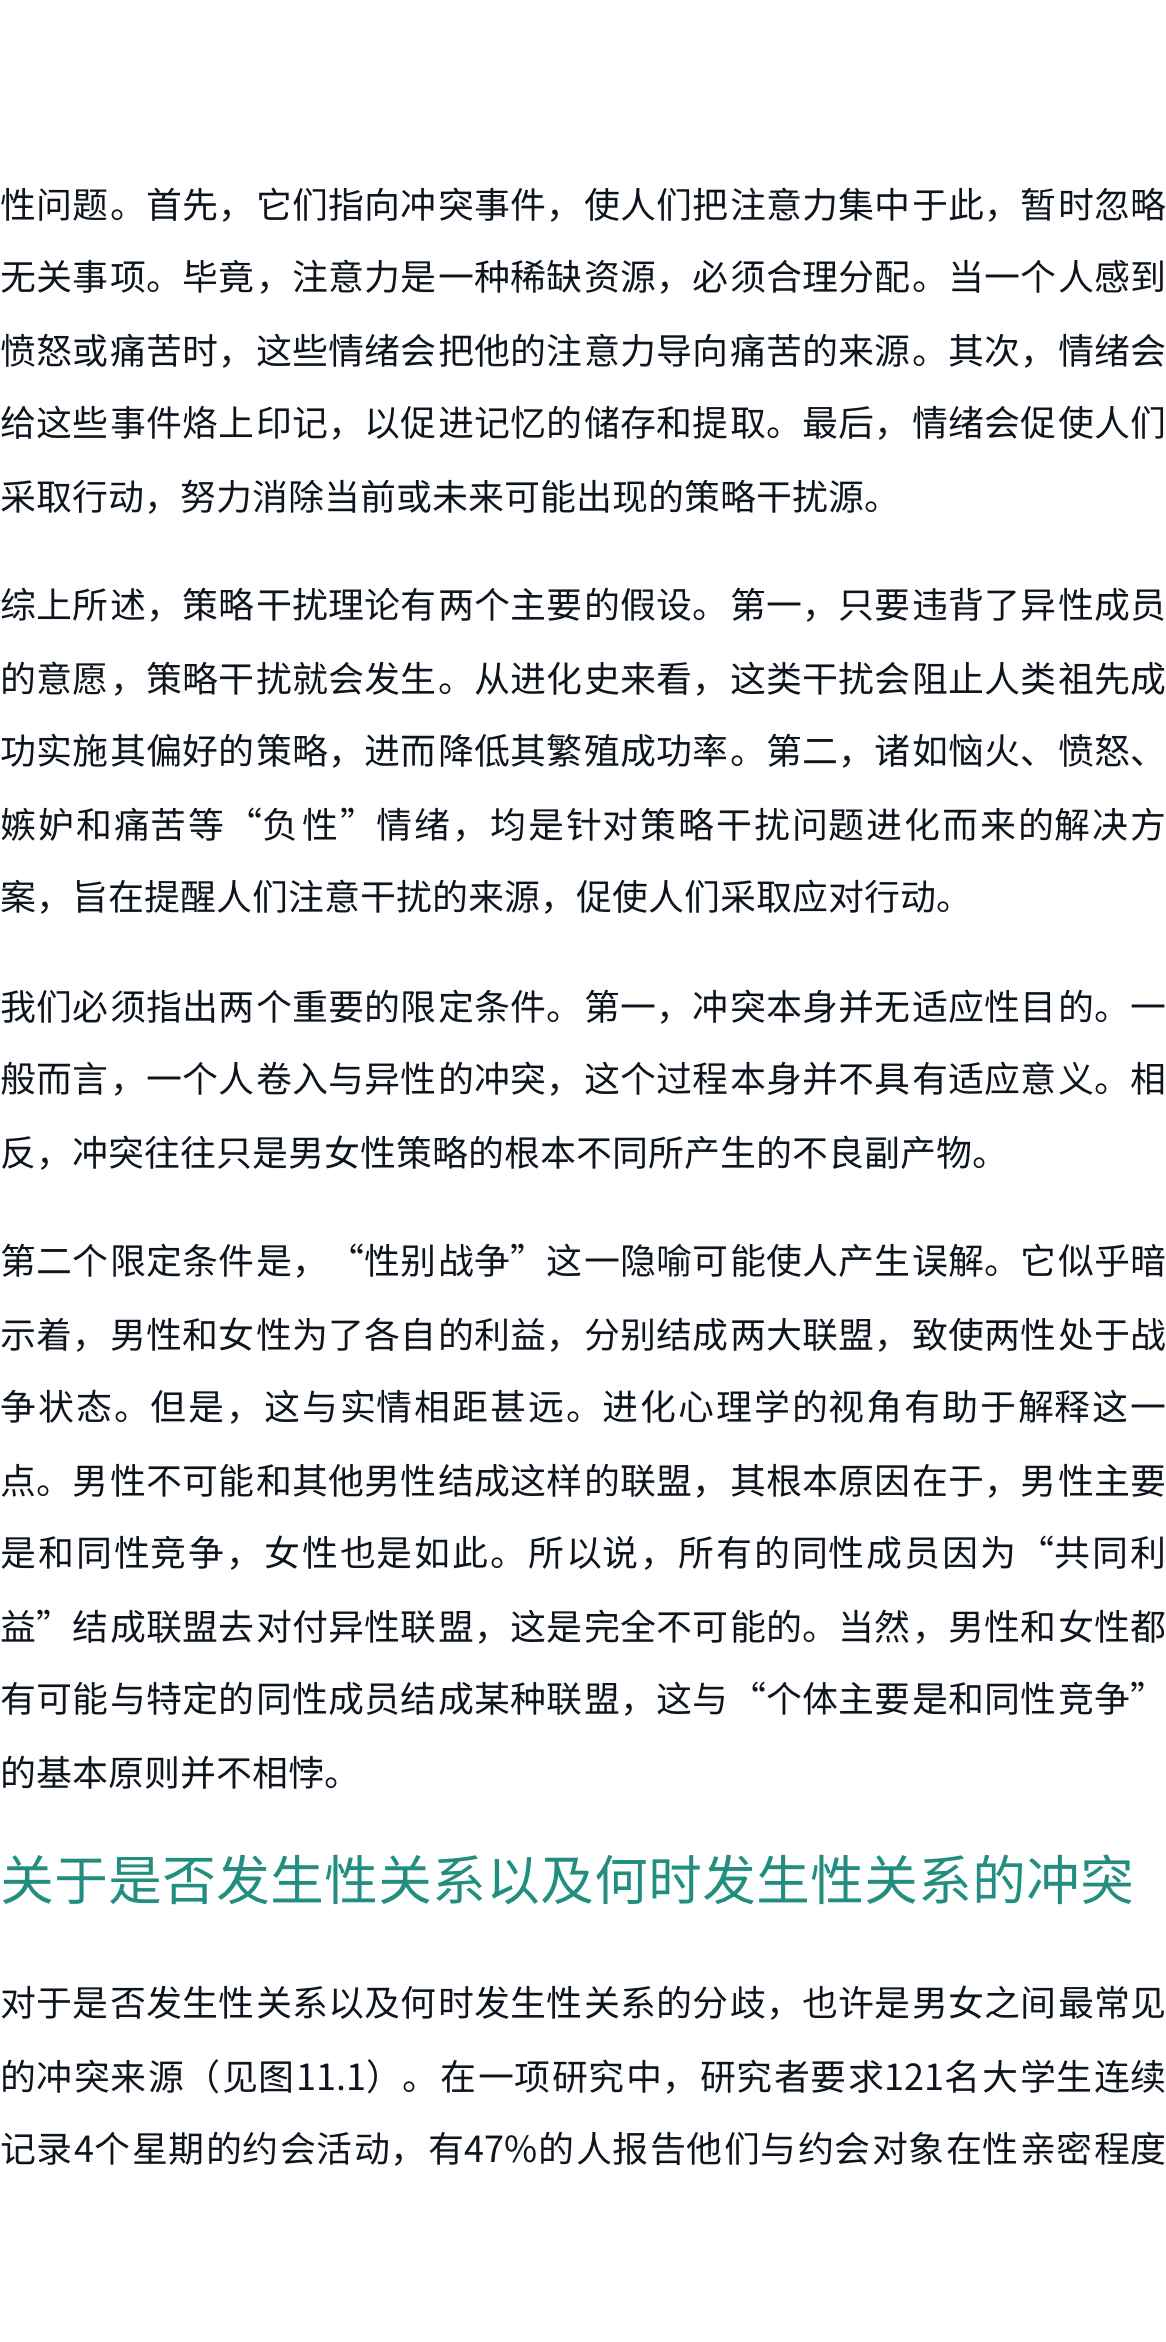 性问题。首先，它们指向冲突事件，使人们把注意力集中于此，暂时忽略
无关事项。毕竟，注意力是一种稀缺资源，必须合理分配。当一个人感到
愤怒或痛苦时，这些情绪会把他的注意力导向痛苦的来源。其次，情绪会
给这些事件烙上印记，以促进记忆的储存和提取。最后，情绪会促使人们
采取行动，努力消除当前或未来可能出现的策略干扰源。
综上所述，策略干扰理论有两个主要的假设。第一，只要违背了异性成员
的意愿，策略干扰就会发生。从进化史来看，这类干扰会阻止人类祖先成
功实施其偏好的策略，进而降低其繁殖成功率。第二，诸如恼火、愤怒、
嫉妒和痛苦等“负性”情绪，均是针对策略干扰问题进化而来的解决方
案，旨在提醒人们注意干扰的来源，促使人们采取应对行动。
我们必须指出两个重要的限定条件。第一，冲突本身并无适应性目的。一
般而言，一个人卷入与异性的冲突，这个过程本身并不具有适应意义。相
反，冲突往往只是男女性策略的根本不同所产生的不良副产物。
第二个限定条件是，“性别战争”这一隐喻可能使人产生误解。它似乎暗
示着，男性和女性为了各自的利益，分别结成两大联盟，致使两性处于战
争状态。但是，这与实情相距甚远。进化心理学的视角有助于解释这一
点。男性不可能和其他男性结成这样的联盟，其根本原因在于，男性主要
是和同性竞争，女性也是如此。所以说，所有的同性成员因为“共同利
益”结成联盟去对付异性联盟，这是完全不可能的。当然，男性和女性都
有可能与特定的同性成员结成某种联盟，这与“个体主要是和同性竞争”
的基本原则并不相悖。
关于是否发生性关系以及何时发生性关系的冲突
对于是否发生性关系以及何时发生性关系的分歧，也许是男女之间最常见
的冲突来源（见图11.1）。在一项研究中，研究者要求121名大学生连续
记录4个星期的约会活动，有47%的人报告他们与约会对象在性亲密程度